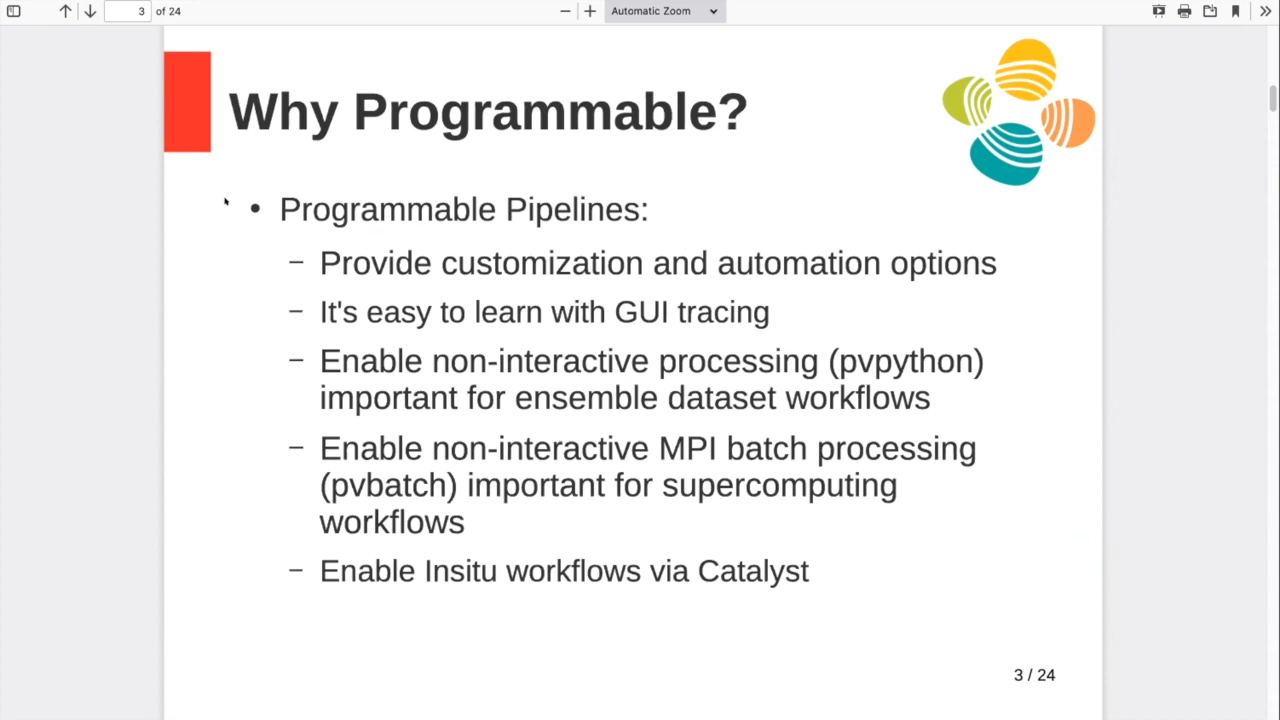 3 of 24 Automatic Zoom
Why Programmable?
• Programmable Pipelines:
– Provide customization and automation options
– It's easy to learn with GUI tracing
– Enable non-interactive processing (pvpython)
important for ensemble dataset workflows
– Enable non-interactive MPI batch processing
(pvbatch) important for supercomputing
workflows
– Enable Insitu workflows via Catalyst
3 / 24